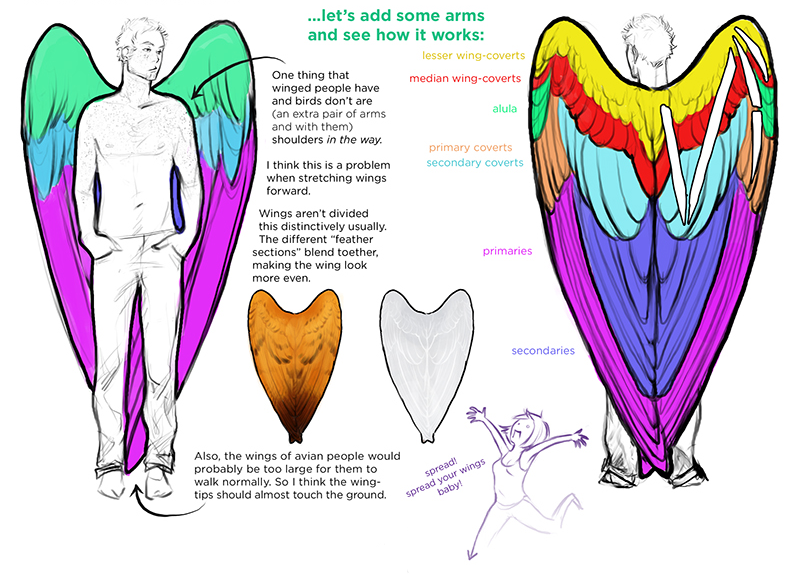 ...let's add some arms
and see how it works:
One thing that
winged people have
and birds don't are
(an extra pair of arms
and with them)
shoulders in the way.
I think this is a problem
when stretching wings
forward.
Wings aren't divided
this distinctively usually.
The different “feather
sections” blend toether,
making the wing look
more even.
Also, the wings of avian people would
probably be too large for them to
walk normally. So I think the wing-
tips should almost touch the ground.
lesser wing-coverts
median wing-coverts
alula
primary coverts
secondary coverts
primaries
secondaries
spread!
spread your wings
baby!